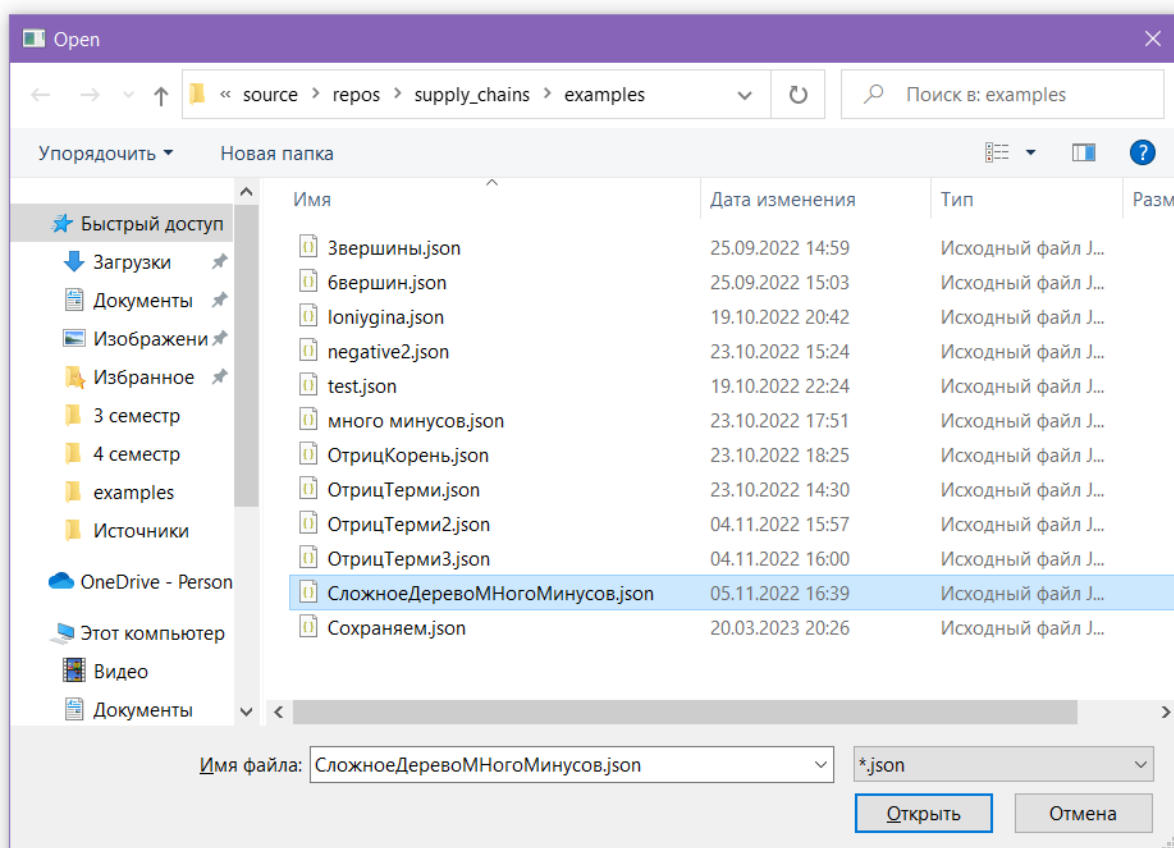 Open
« source > repos > supply_chains > examples
Поиск в: examples
Упорядочить
Новая папка
?
Имя
Дата изменения
Тип
Разм
Быстрый доступ
Загрузки
Документы
Изображени
Избранное
3 семестр
4 семестр
examples
Источники
OneDrive - Person
Этот компьютер
Видео
Документы
3вершины.json 25.09.2022 14:59 Исходный файл J...
6вершин.json 25.09.2022 15:03 Исходный файл J...
loniygina.json 19.10.2022 20:42 Исходный файл J...
negative2.json 23.10.2022 15:24 Исходный файл J...
test.json 19.10.2022 22:24 Исходный файл J...
много минусов.json 23.10.2022 17:51 Исходный файл J...
ОтрицКорень.json 23.10.2022 18:25 Исходный файл J...
ОтрицТерми.json 23.10.2022 14:30 Исходный файл J...
ОтрицТерми2.json 04.11.2022 15:57 Исходный файл J...
ОтрицТерми3.json 04.11.2022 16:00 Исходный файл J...
СложноеДеревоМНогоМинусов.json 05.11.2022 16:39 Исходный файл J...
Сохраняем.json 20.03.2023 20:26 Исходный файл J...
Имя файла: СложноеДеревоМНогоМинусов.json
*.json
Открыть
Отмена